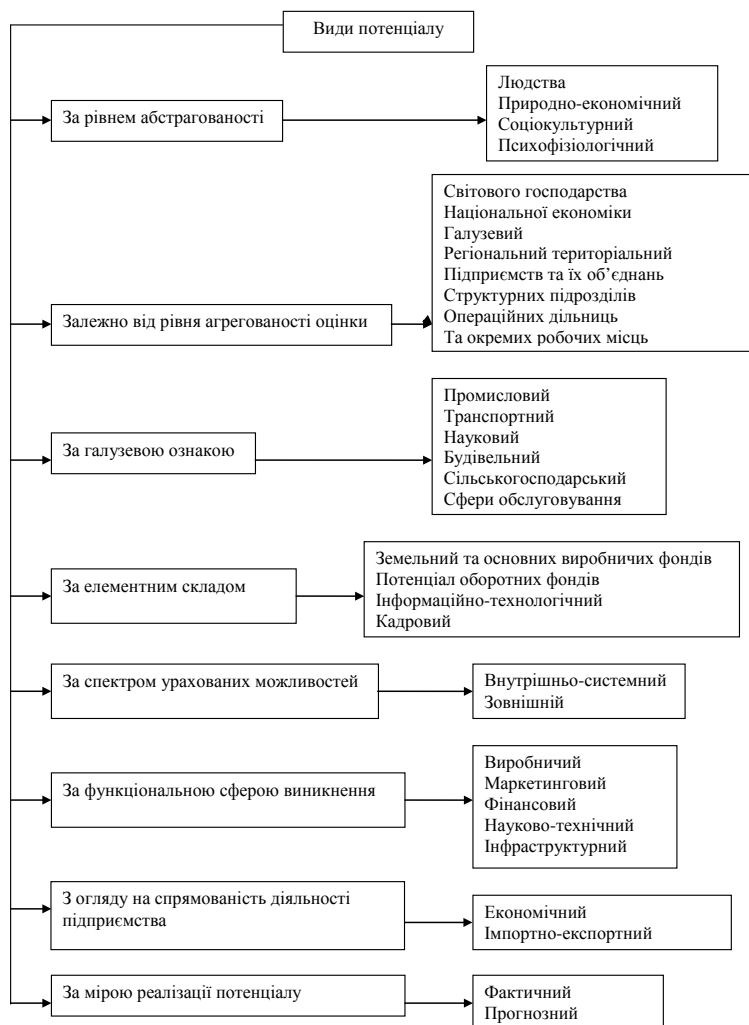 Види потенціалу
За рівнем абстрагованості
Людства
Природно-економічний
Соціокультурний
Психофізіологічний
Залежно від рівня агрегованості оцінки
Світового господарства
Національної економіки
Галузевий
Регіональний територіальний
Підприємств та їх об’єднань
Структурних підрозділів
Операційних дільниць
Та окремих робочих місць
За галузевою ознакою
Промисловий
Транспортний
Науковий
Будівельний
Сільськогосподарський
Сфери обслуговування
За елементним складом
Земельний та основних виробничих фондів
Потенціал оборотних фондів
Інформаційно-технологічний
Кадровий
За спектром урахованих можливостей
Внутрішньо-системний
Зовнішній
За функціональною сферою виникнення
Виробничий
Маркетинговий
Фінансовий
Науково-технічний
Інфраструктурний
З огляду на спрямованість діяльності
підприємства
Економічний
Імпортно-експортний
За мірою реалізації потенціалу
Фактичний
Прогнозний